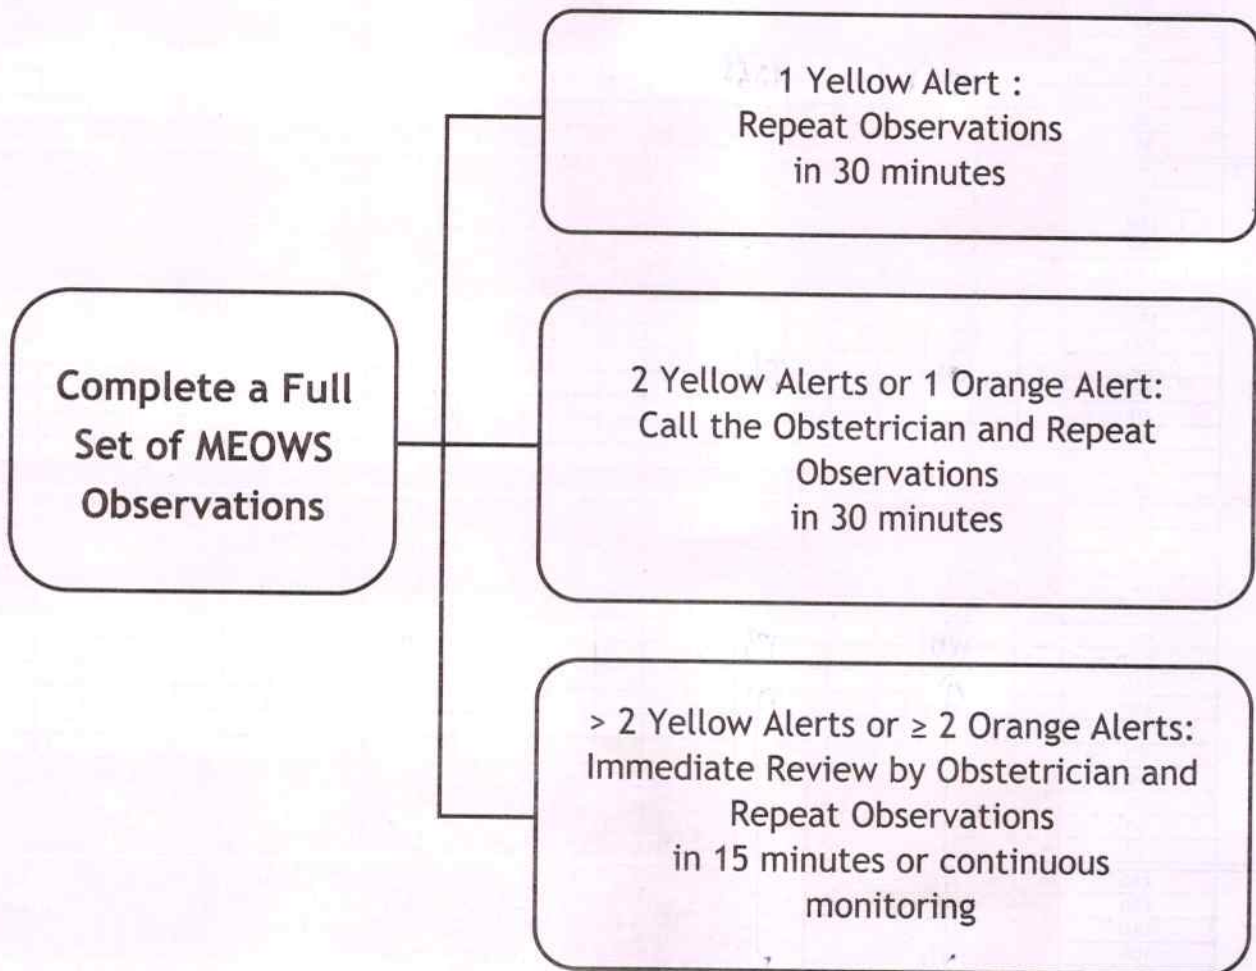 1 Yellow Alert :
Repeat Observations
in 30 minutes
Complete a Full
Set of MEOWS
Observations
2 Yellow Alerts or 1 Orange Alert:
Call the Obstetrician and Repeat
Observations
in 30 minutes
> 2 Yellow Alerts or ≥ 2 Orange Alerts:
Immediate Review by Obstetrician and
Repeat Observations
in 15 minutes or continuous
monitoring